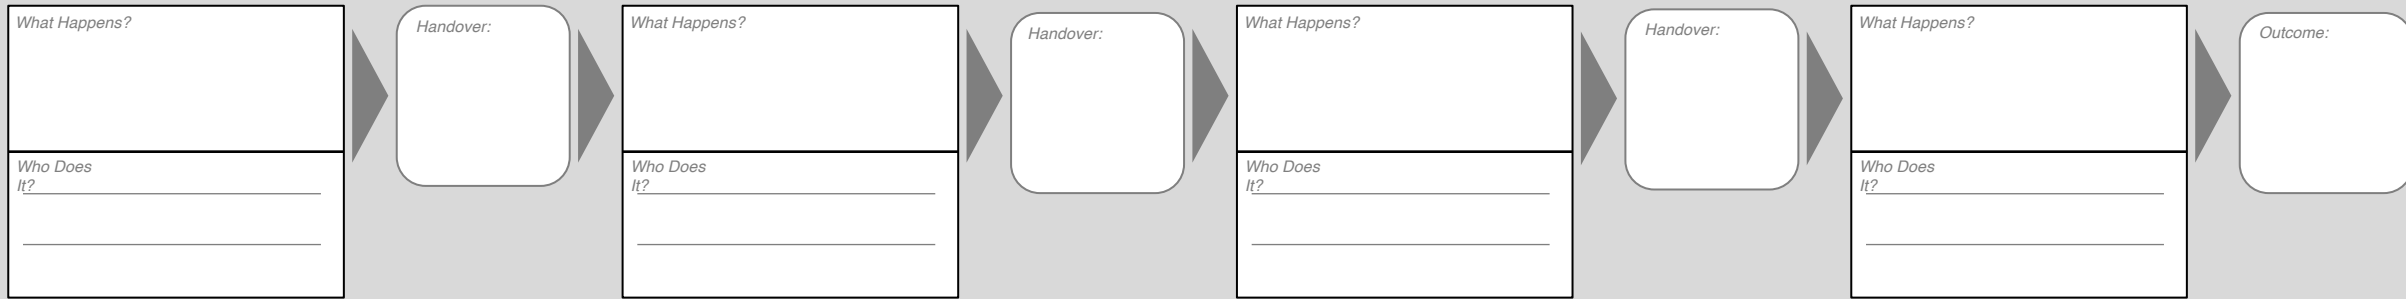 What Happens?
Handover:
What Happens?
Handover:
What Happens?
Handover:
What Happens?
Outcome:
Who Does
It?
Who Does
It?
Who Does
It?
Who Does
It?